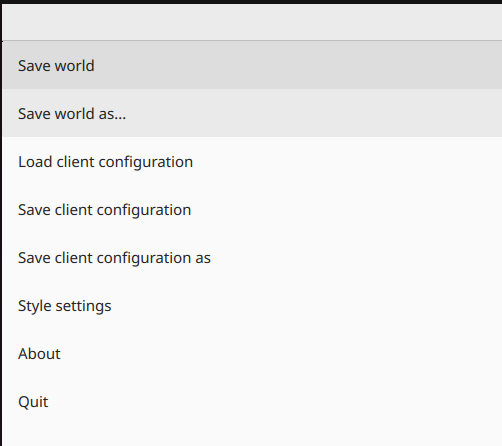 Save world
Save world as...
Load client configuration
Save client configuration
Save client configuration as
Style settings
About
Quit